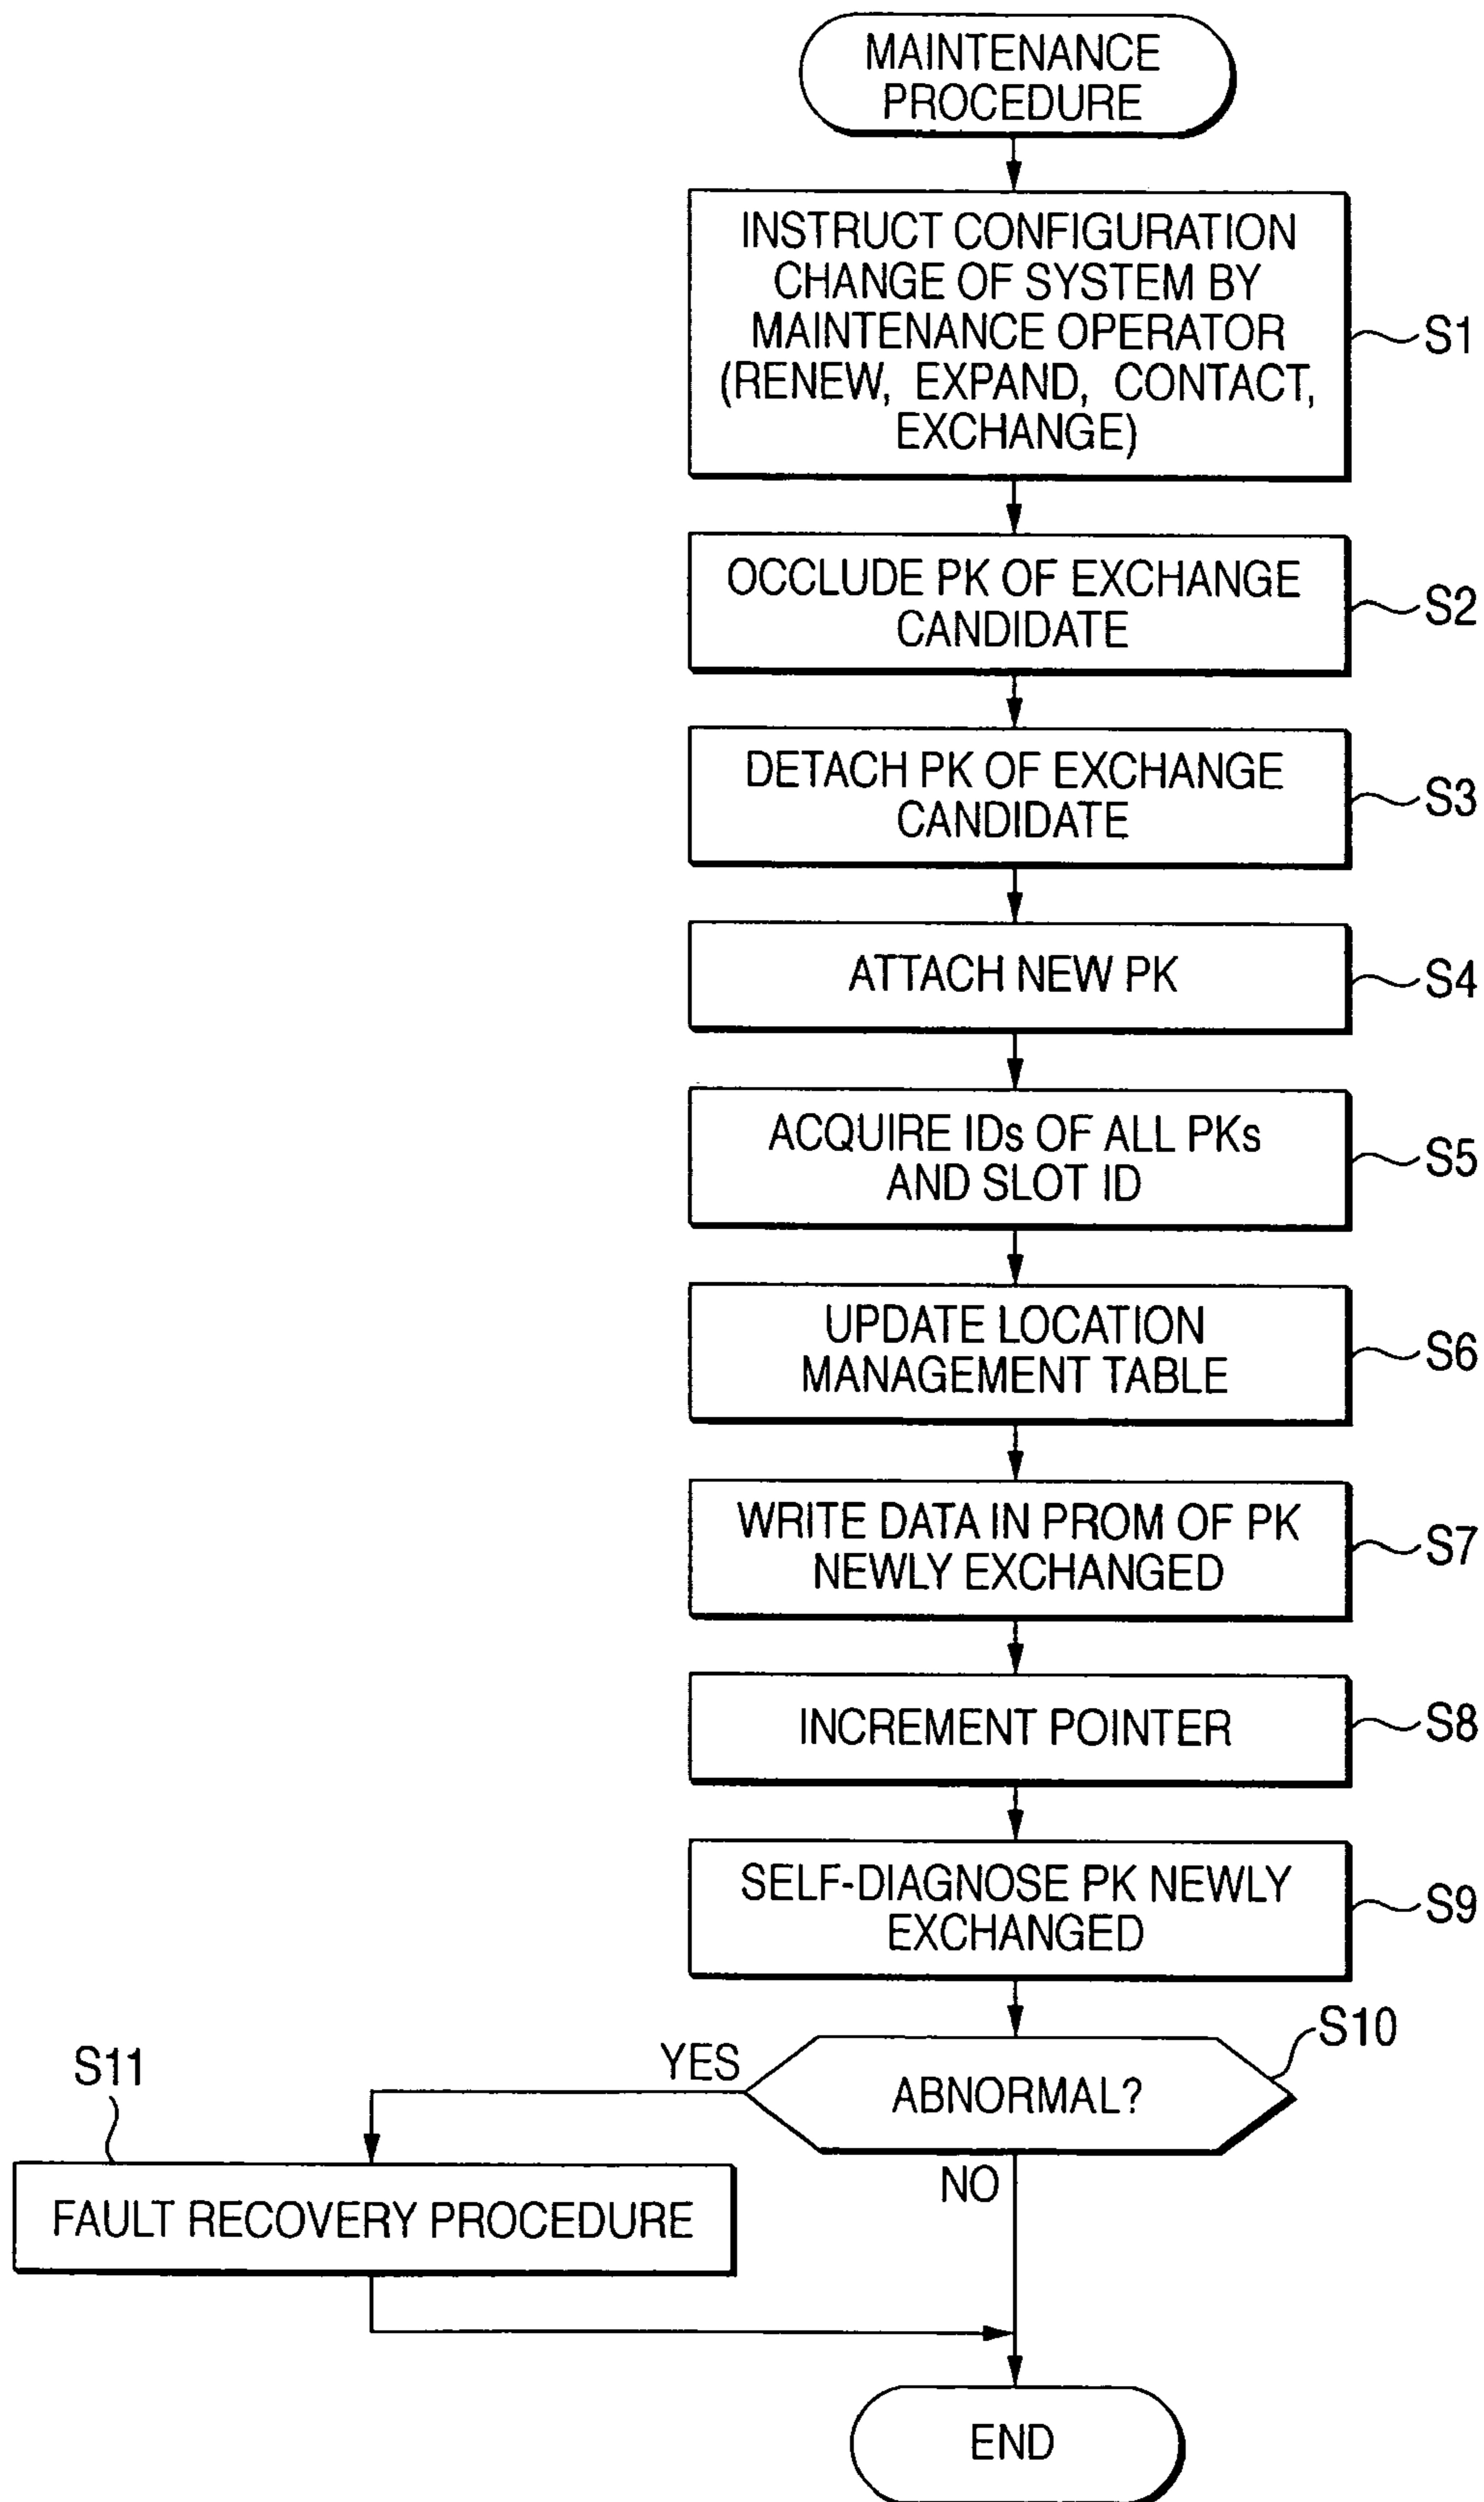 MAINTENANCE
PROCEDURE
INSTRUCT CONFIGURATION
CHANGE OF SYSTEM BY
MAINTENANCE OPERATOR
(RENEW, EXPAND, CONTACT,
EXCHANGE)
S1
OCCLUDE PK OF EXCHANGE
CANDIDATE
S2
DETACH PK OF EXCHANGE
CANDIDATE
S3
ATTACH NEW PK
S4
ACQUIRE IDs OF ALL PKs
AND SLOT ID
S5
UPDATE LOCATION
MANAGEMENT TABLE
S6
WRITE DATA IN PROM OF PK
NEWLY EXCHANGED
S7
INCREMENT POINTER
S8
SELF-DIAGNOSE PK NEWLY
EXCHANGED
S9
ABNORMAL?
S10
YES
NO
S11
FAULT RECOVERY PROCEDURE
END